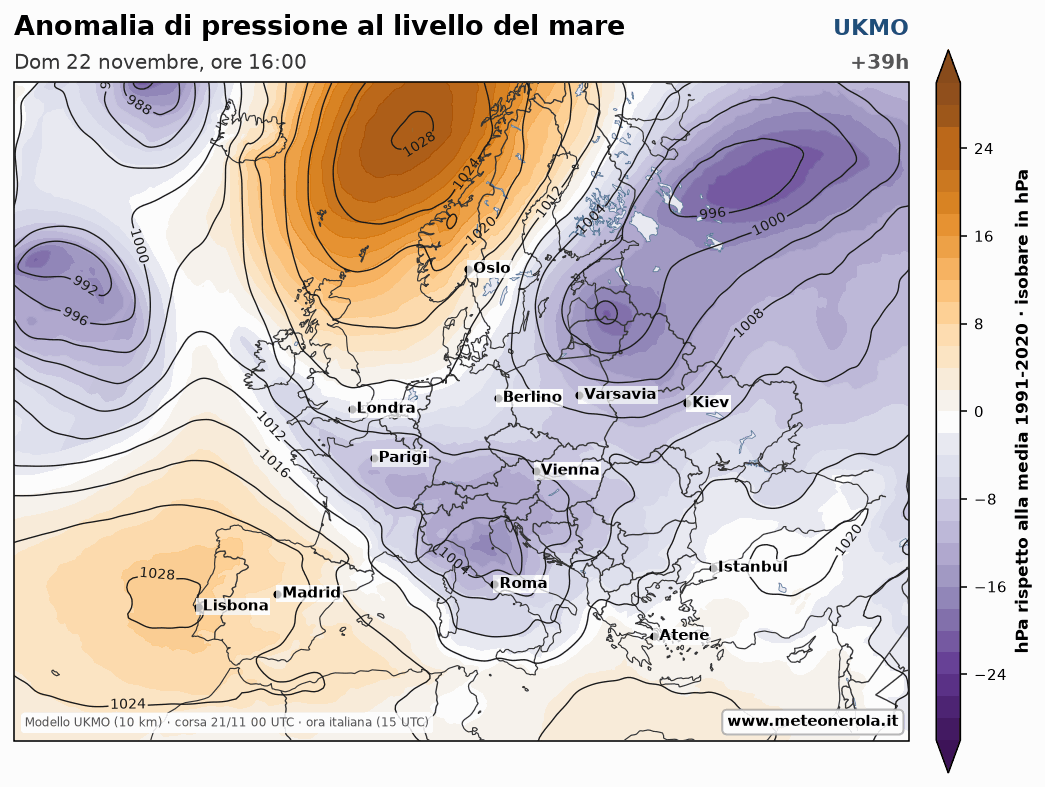 Anomalia di pressione al livello del mare
UKMO
Dom 22 novembre, ore 16:00
+39h
988
1028
1024
1020
1012
1004
996
1000
1000
992
996
1008
Oslo
Londra
Berlino
Varsavia
Kiev
1012
1016
Parigi
Vienna
1004
1020
1028
Roma
Istanbul
Madrid
Lisbona
Atene
1024
Modello UKMO (10 km) · corsa 21/11 00 UTC · ora italiana (15 UTC)
www.meteonerola.it
24
16
8
0
−8
−16
−24
hPa rispetto alla media 1991-2020 · isobare in hPa